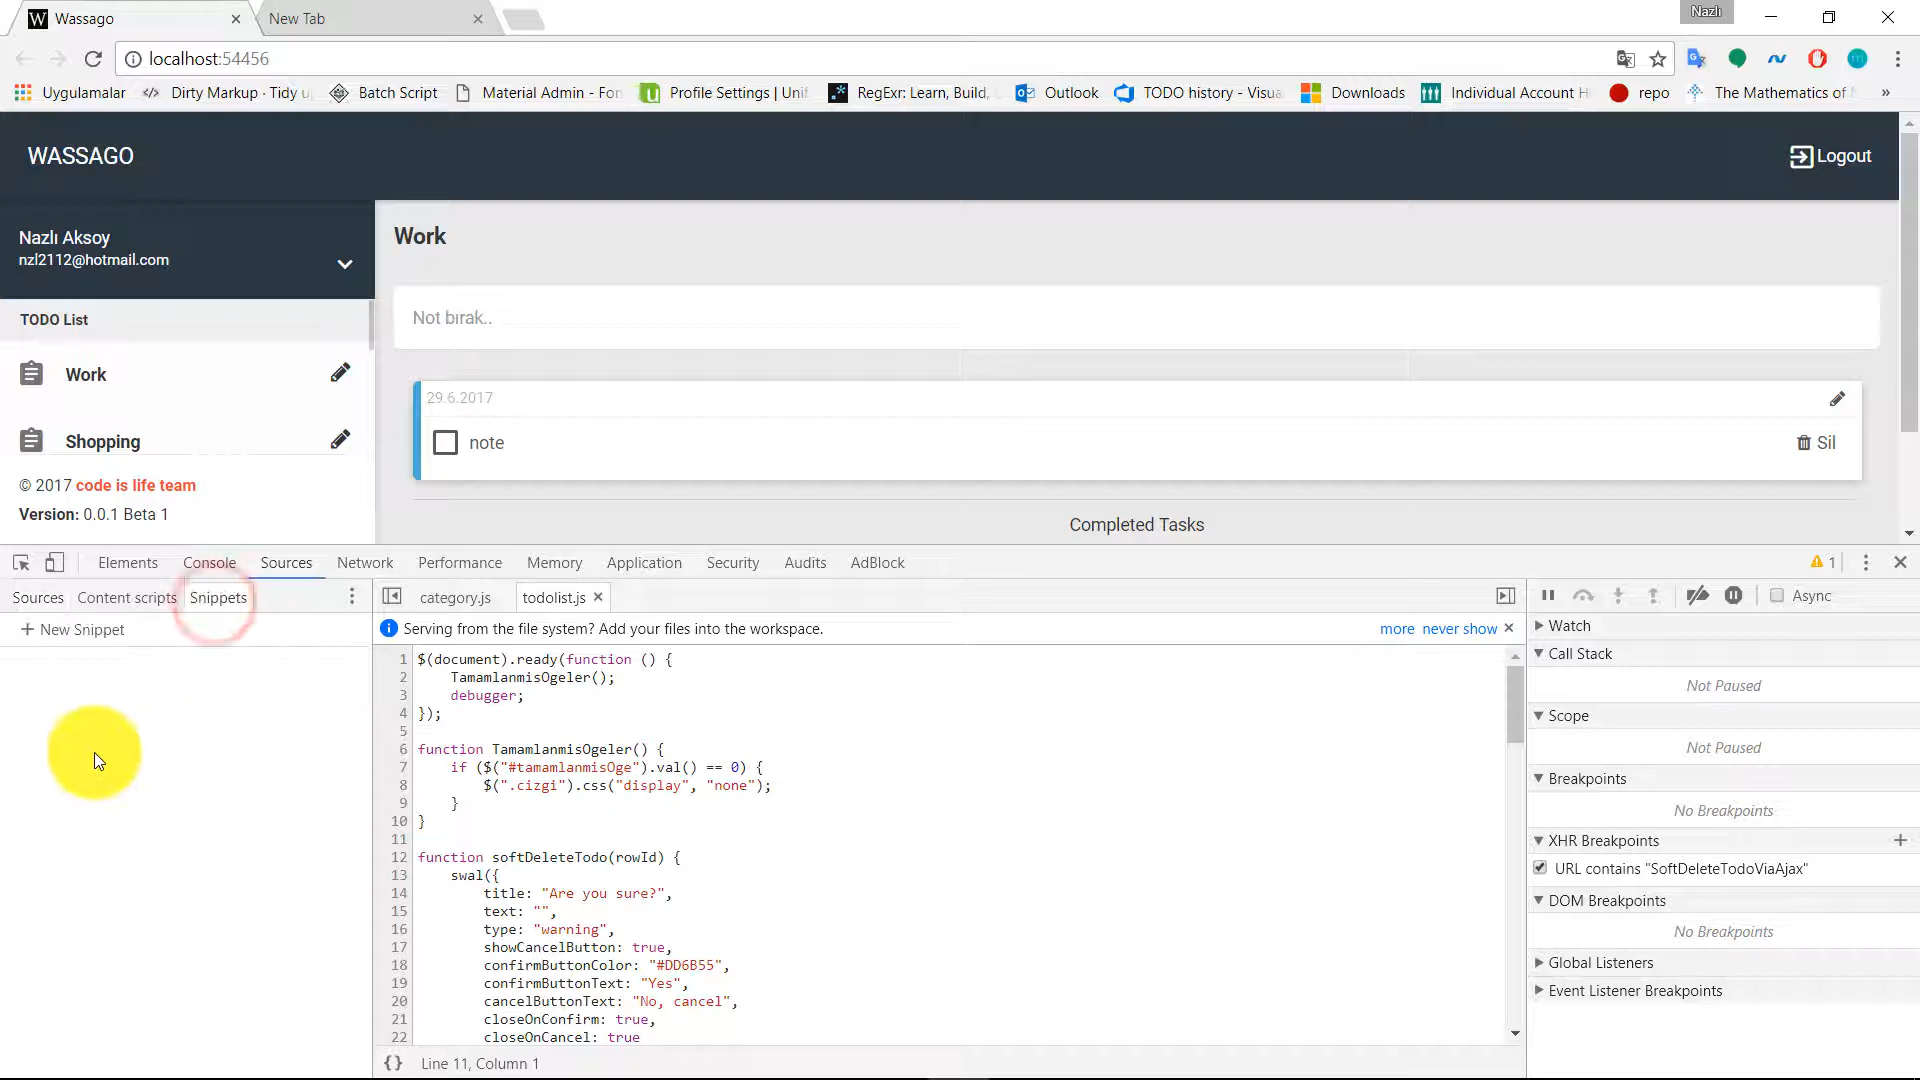 Wassago
New Tab
Nazlı
localhost:54456
Uygulamalar
Dirty Markup · Tidy u
Batch Script
Material Admin - Fon
Profile Settings | Unif
RegExr: Learn, Build,
Outlook
TODO history - Visua
Downloads
Individual Account H
repo
The Mathematics of
»
WASSAGO
Logout
Nazlı Aksoy
nzl2112@hotmail.com
TODO List
Work
Shopping
© 2017 code is life team
Version: 0.0.1 Beta 1
Work
Not bırak..
29.6.2017
note
Sil
Completed Tasks
Elements Console Sources Network Performance Memory Application Security Audits AdBlock
1
Sources Content scripts Snippets
+ New Snippet
category.js todolist.js
Serving from the file system? Add your files into the workspace. more never show
1 $(document).ready(function () {
2 TamamlanmisOgeler();
3 debugger;
4 });
5
6 function TamamlanmisOgeler() {
7 if ($("#tamamlanmisOge").val() == 0) {
8 $(".cizgi").css("display", "none");
9 }
10 }
11
12 function softDeleteTodo(rowId) {
13 swal({
14 title: "Are you sure?",
15 text: "",
16 type: "warning",
17 showCancelButton: true,
18 confirmButtonColor: "#DD6B55",
19 confirmButtonText: "Yes",
20 cancelButtonText: "No, cancel",
21 closeOnConfirm: true,
22 closeOnCancel: true
{} Line 11, Column 1
Async
Watch
Call Stack
Not Paused
Scope
Not Paused
Breakpoints
No Breakpoints
XHR Breakpoints
URL contains "SoftDeleteTodoViaAjax"
DOM Breakpoints
No Breakpoints
Global Listeners
Event Listener Breakpoints